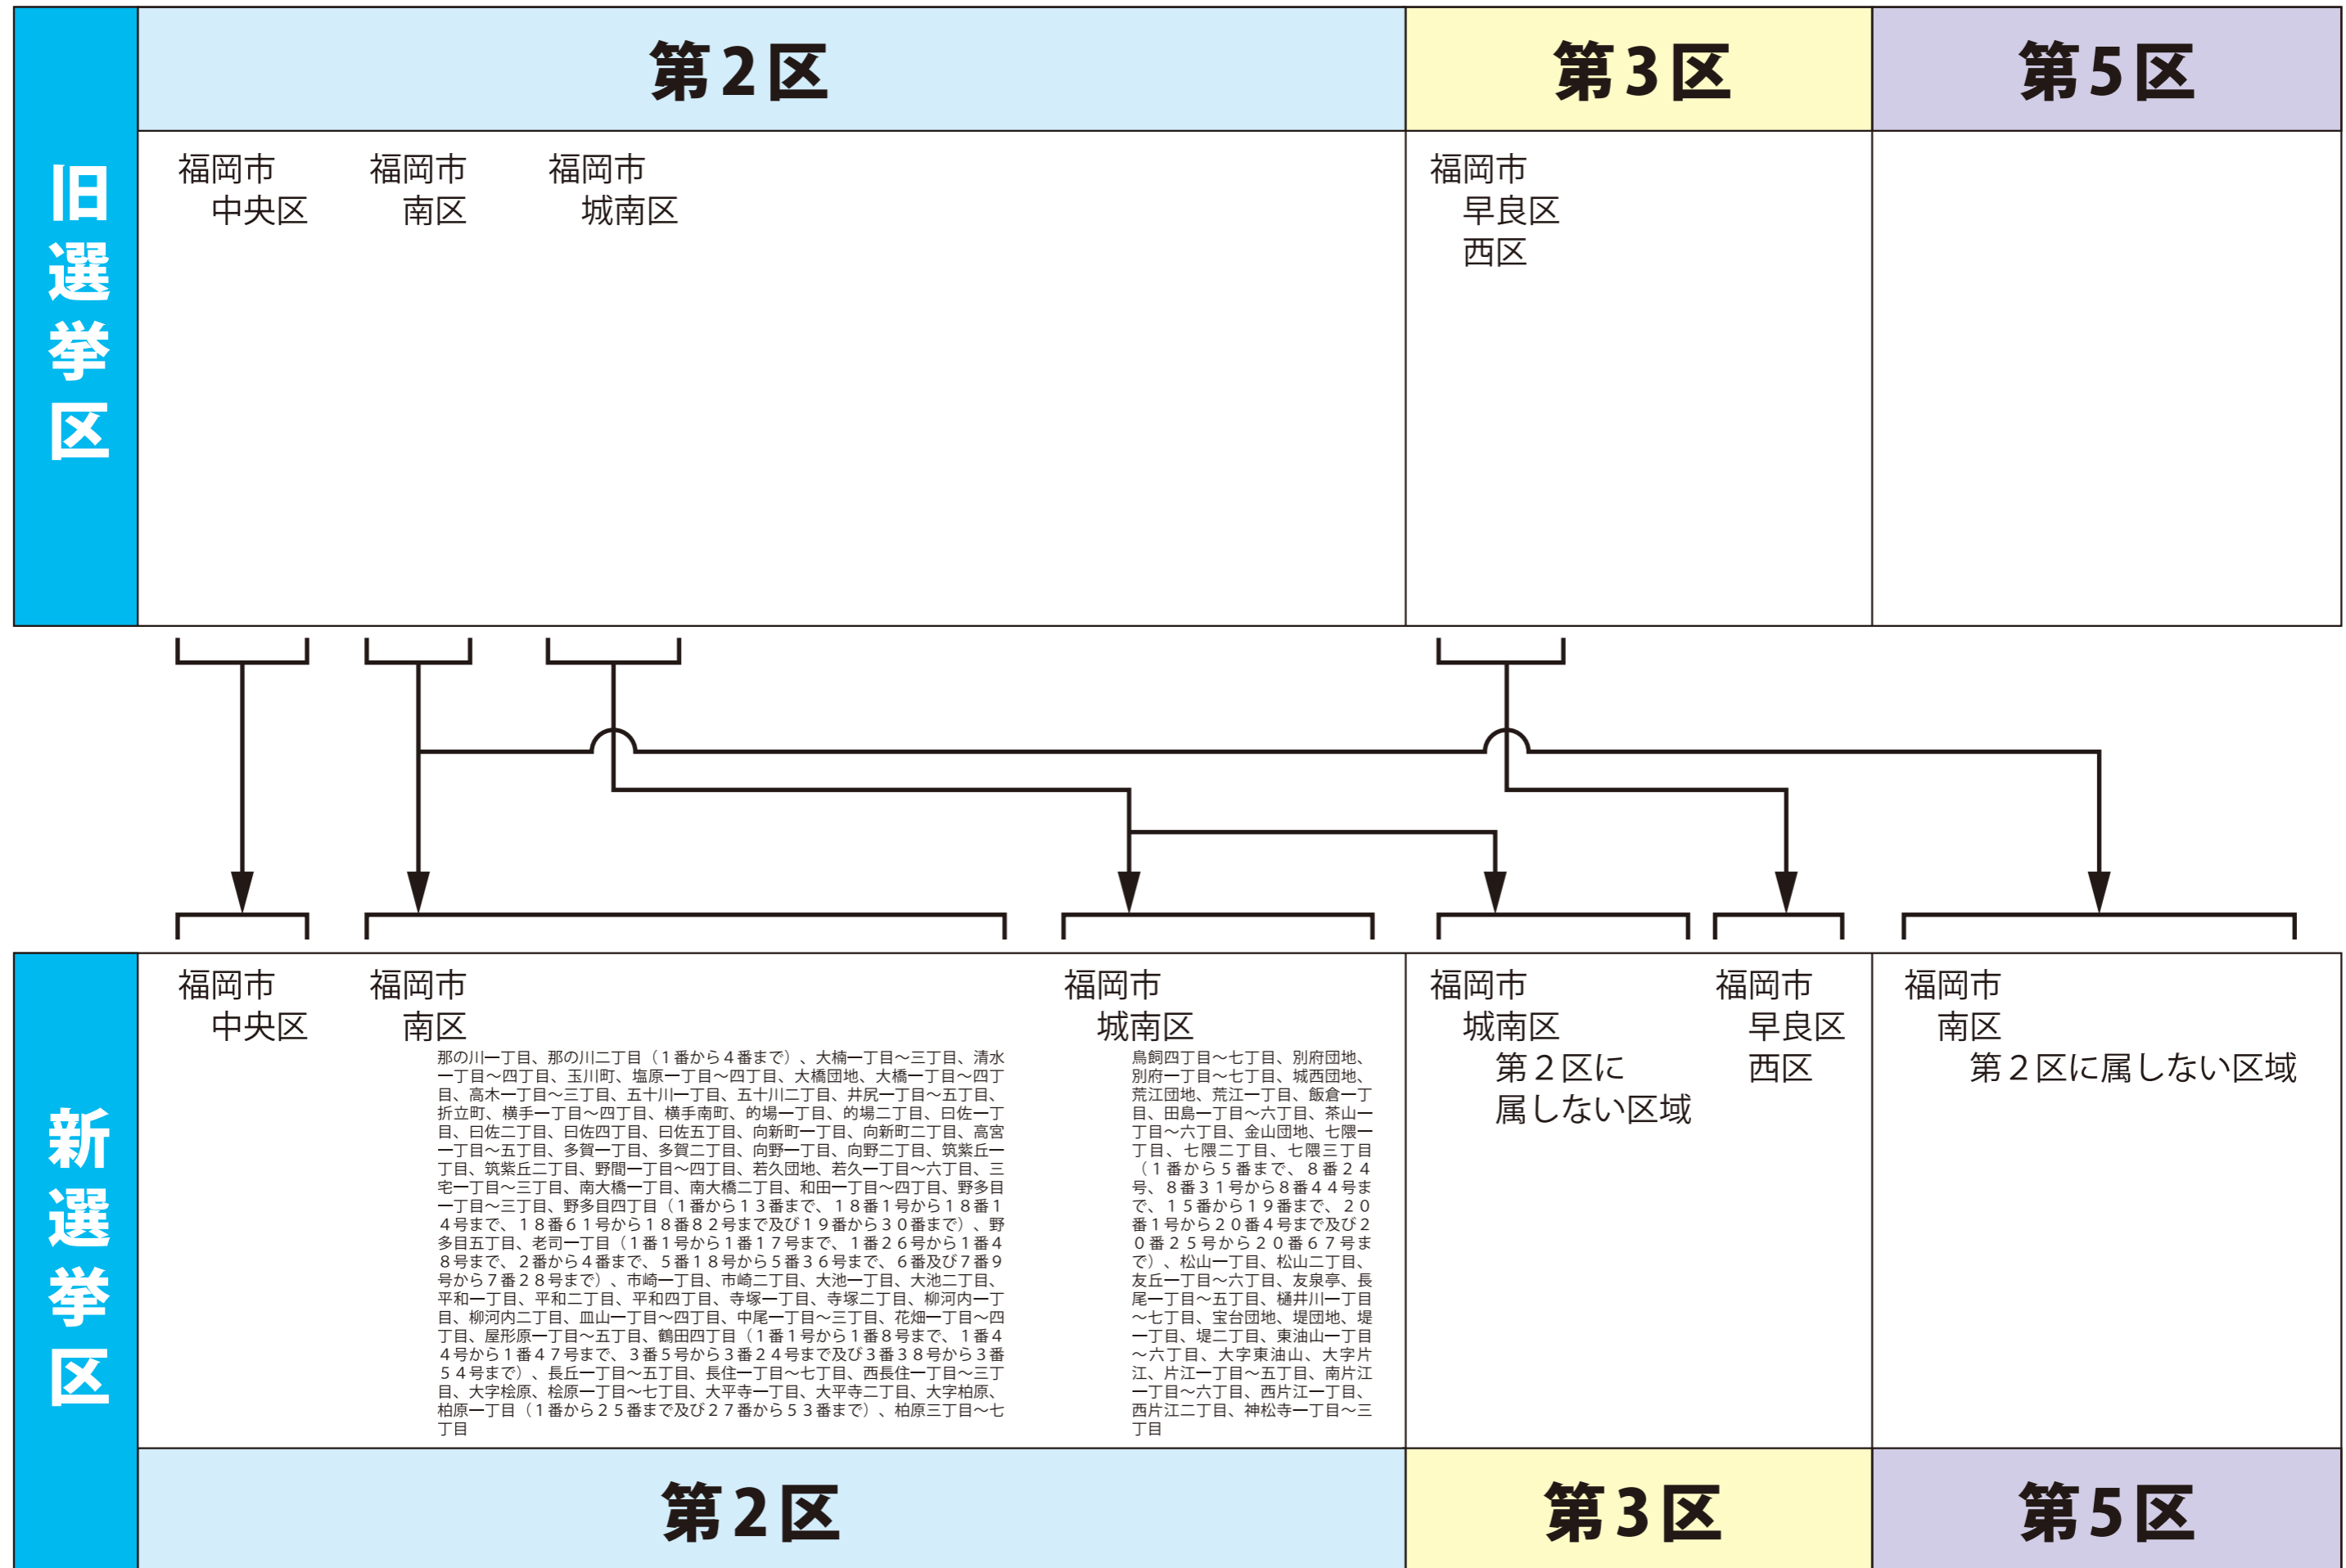 旧選挙区
第2区
第3区
第5区
福岡市
中央区
福岡市
南区
福岡市
城南区
福岡市
早良区
西区
新選挙区
福岡市
中央区
福岡市
南区
那の川一丁目、那の川二丁目（１番から４番まで）、大楠一丁目～三丁目、清水
一丁目～四丁目、玉川町、塩原一丁目～四丁目、大橋団地、大橋一丁目～四丁
目、高木一丁目～三丁目、五十川一丁目、五十川二丁目、井尻一丁目～五丁目、
折立町、横手一丁目～四丁目、横手南町、的場一丁目、的場二丁目、曰佐一丁
目、曰佐二丁目、曰佐四丁目、曰佐五丁目、向新町一丁目、向新町二丁目、高宮
一丁目～五丁目、多賀一丁目、多賀二丁目、向野一丁目、向野二丁目、筑紫丘一
丁目、筑紫丘二丁目、野間一丁目～四丁目、若久団地、若久一丁目～六丁目、三
宅一丁目～三丁目、南大橋一丁目、南大橋二丁目、和田一丁目～四丁目、野多目
一丁目～三丁目、野多目四丁目（１番から１３番まで、１８番１号から１８番１
４号まで、１８番６１号から１８番８２号まで及び１９番から３０番まで）、野
多目五丁目、老司一丁目（１番１号から１番１７号まで、１番２６号から１番４
８号まで、２番から４番まで、５番１８号から５番３６号まで、６番及び７番９
号から７番２８号まで）、市崎一丁目、市崎二丁目、大池一丁目、大池二丁目、
平和一丁目、平和二丁目、平和四丁目、寺塚一丁目、寺塚二丁目、柳河内一丁
目、柳河内二丁目、皿山一丁目～四丁目、中尾一丁目～三丁目、花畑一丁目～四
丁目、屋形原一丁目～五丁目、鶴田四丁目（１番１号から１番８号まで、１番４
４号から１番４７号まで、３番５号から３番２４号まで及び３番３８号から３番
５４号まで）、長丘一丁目～五丁目、長住一丁目～七丁目、西長住一丁目～三丁
目、大字桧原、桧原一丁目～七丁目、大平寺一丁目、大平寺二丁目、大字柏原、
柏原一丁目（１番から２５番まで及び２７番から５３番まで）、柏原三丁目～七
丁目
福岡市
城南区
鳥飼四丁目～七丁目、別府団地、
別府一丁目～七丁目、城西団地、
荒江団地、荒江一丁目、飯倉一丁
目、田島一丁目～六丁目、茶山一
丁目～六丁目、金山団地、七隈一
丁目、七隈二丁目、七隈三丁目
（１番から５番まで、８番２４
号、８番３１号から８番４４号ま
で、１５番から１９番まで、２０
番１号から２０番４号まで及び２
０番２５号から２０番６７号ま
で）、松山一丁目、松山二丁目、
友丘一丁目～六丁目、友泉亭、長
尾一丁目～五丁目、樋井川一丁目
～七丁目、宝台団地、堤団地、堤
一丁目、堤二丁目、東油山一丁目
～六丁目、大字東油山、大字片
江、片江一丁目～五丁目、南片江
一丁目～六丁目、西片江一丁目、
西片江二丁目、神松寺一丁目～三
丁目
福岡市
城南区
第２区に
属しない区域
福岡市
早良区
西区
福岡市
南区
第２区に属しない区域
第2区
第3区
第5区